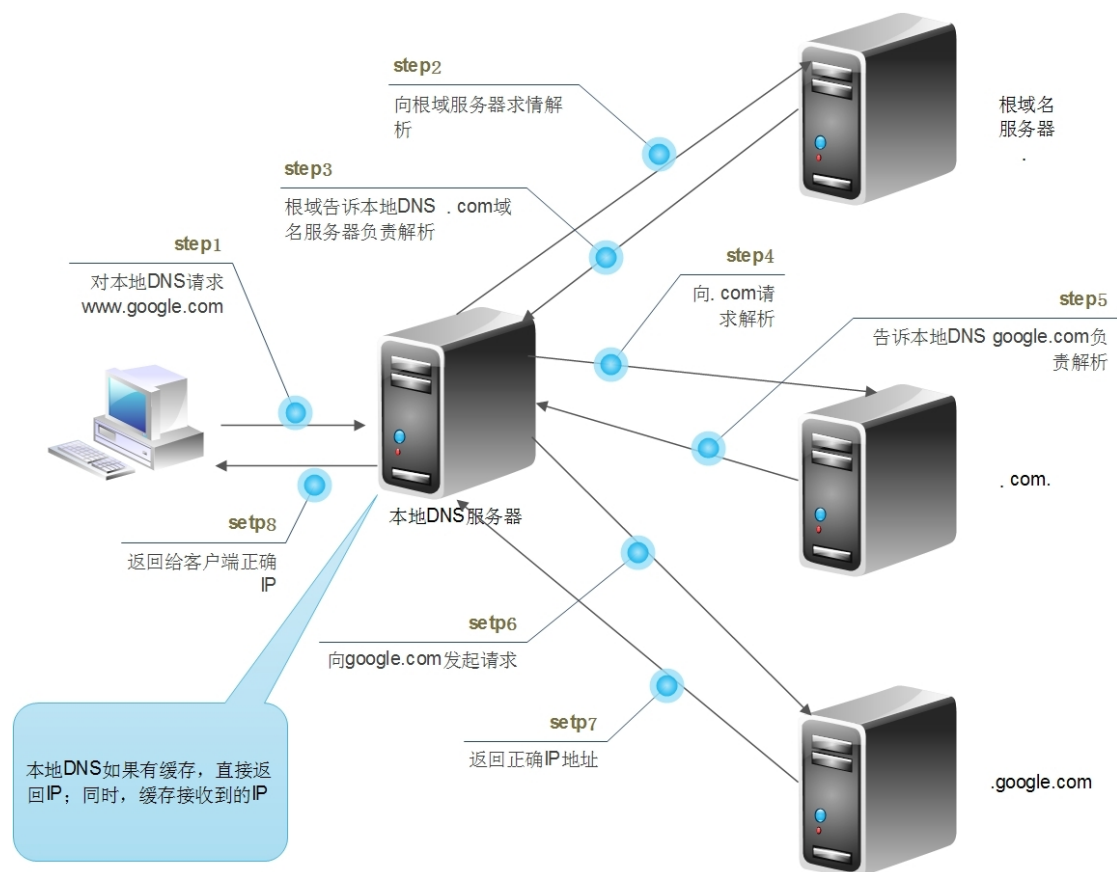 step2
向根域服务器求情解
析
根域名
服务器
.
step3
根域告诉本地DNS .com域
名服务器负责解析
step1
对本地DNS请求
www.google.com
step4
向.com请
求解析
step5
告诉本地DNS google.com负
责解析
.com.
本地DNS服务器
setp8
返回给客户端正确
IP
setp6
向google.com发起请求
setp7
返回正确IP地址
.google.com
本地DNS如果有缓存，直接返
回IP；同时，缓存接收到的IP